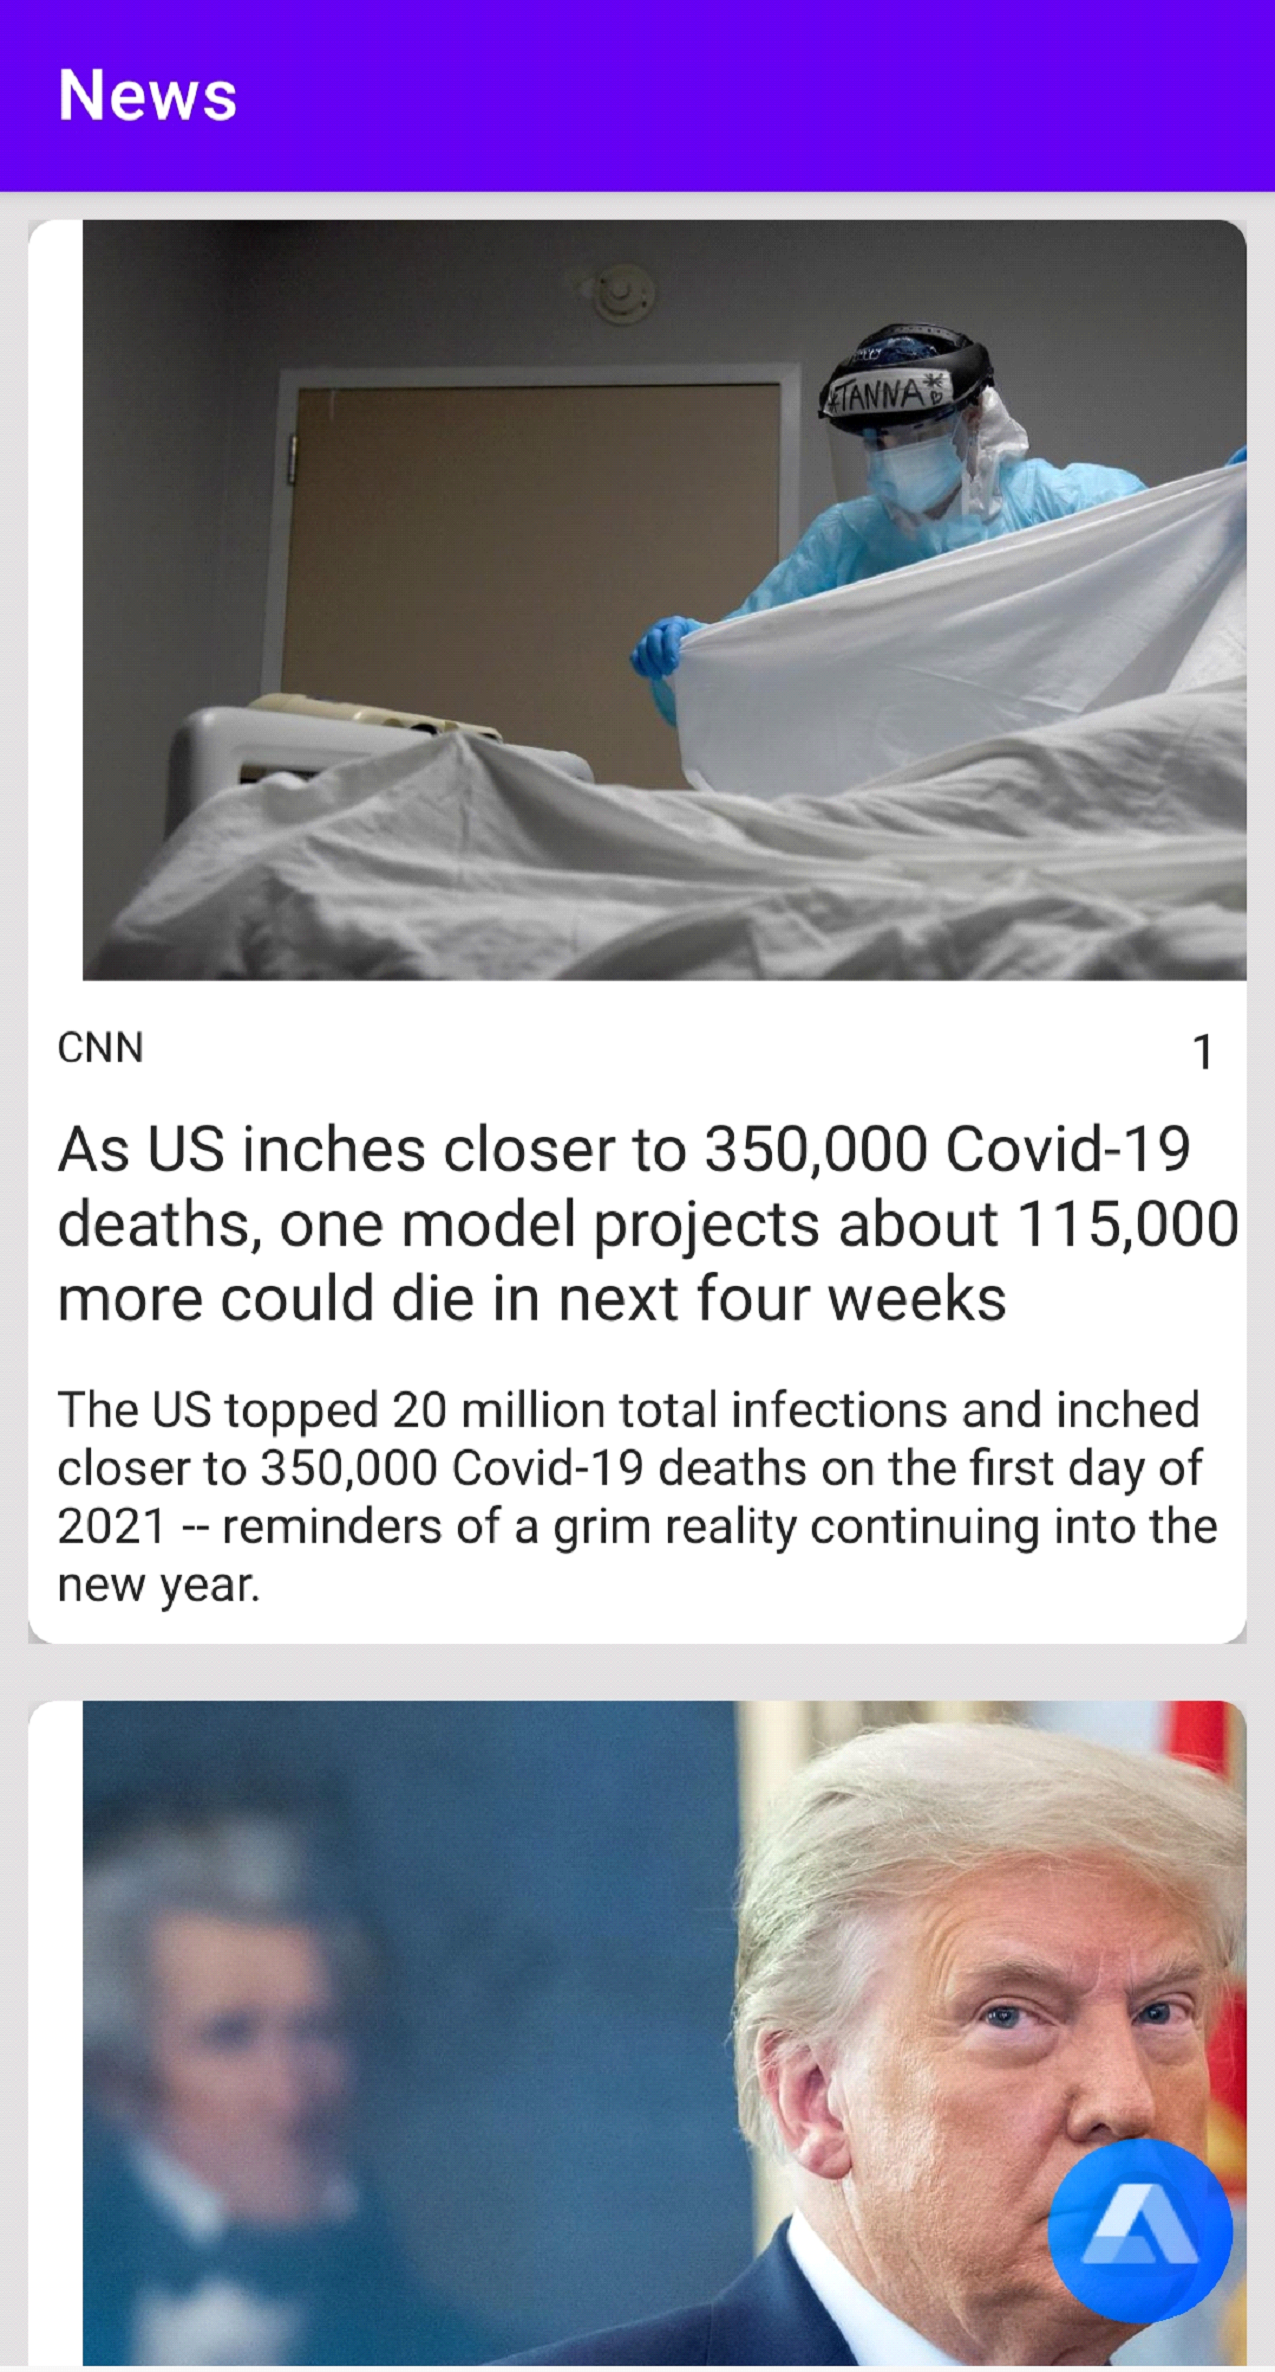 News
TANNA
CNN
1
As US inches closer to 350,000 Covid-19
deaths, one model projects about 115,000
more could die in next four weeks
The US topped 20 million total infections and inched
closer to 350,000 Covid-19 deaths on the first day of
2021 -- reminders of a grim reality continuing into the
new year.